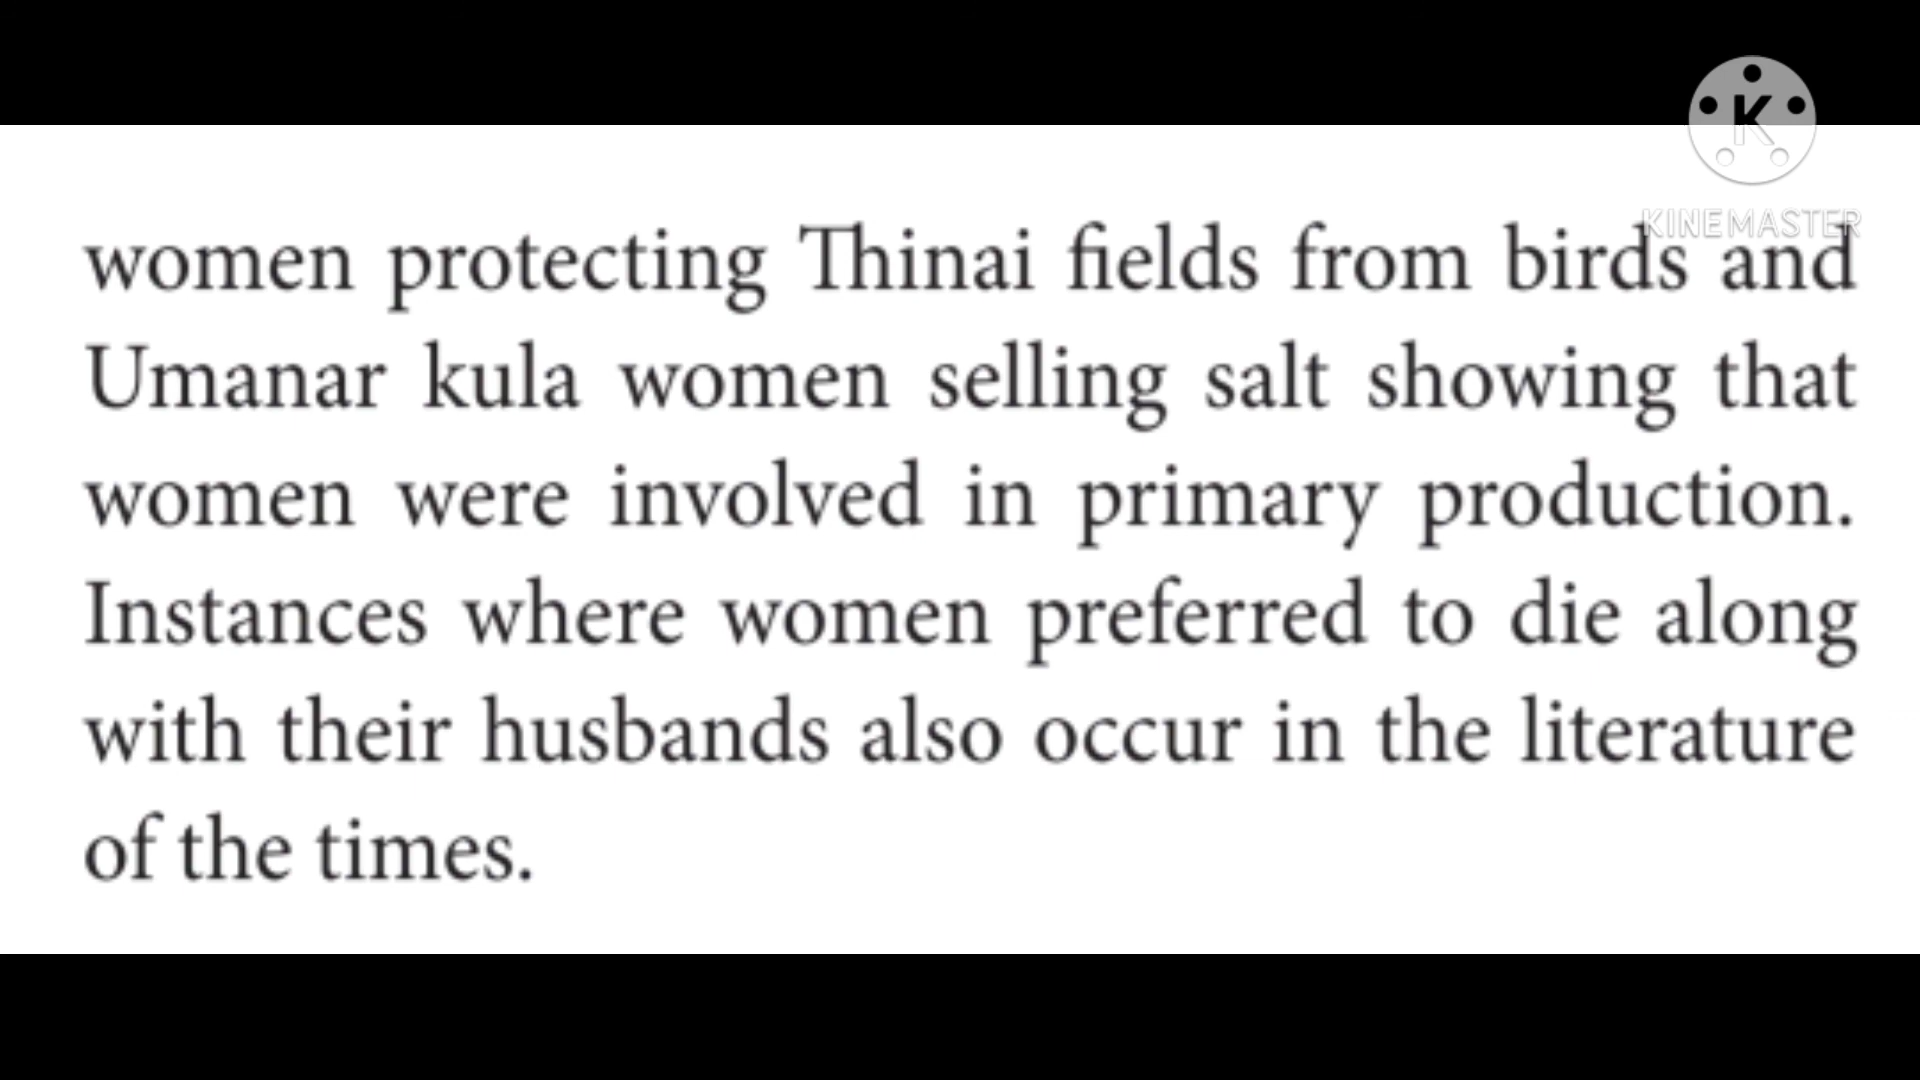 K
KINEMASTER
women protecting Thinai fields from birds and
Umanar kula women selling salt showing that
women were involved in primary production.
Instances where women preferred to die along
with their husbands also occur in the literature
of the times.